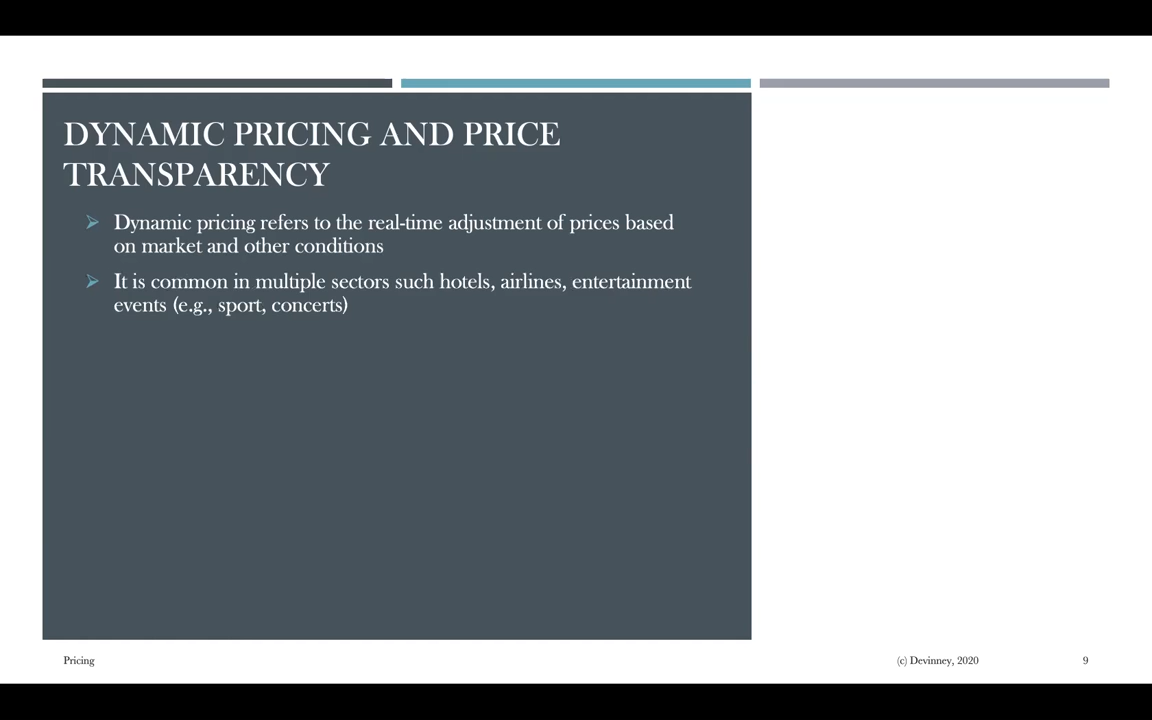 DYNAMIC PRICING AND PRICE
TRANSPARENCY
➢ Dynamic pricing refers to the real-time adjustment of prices based
on market and other conditions
➢ It is common in multiple sectors such hotels, airlines, entertainment
events (e.g., sport, concerts)
Pricing
(c) Devinney, 2020
9